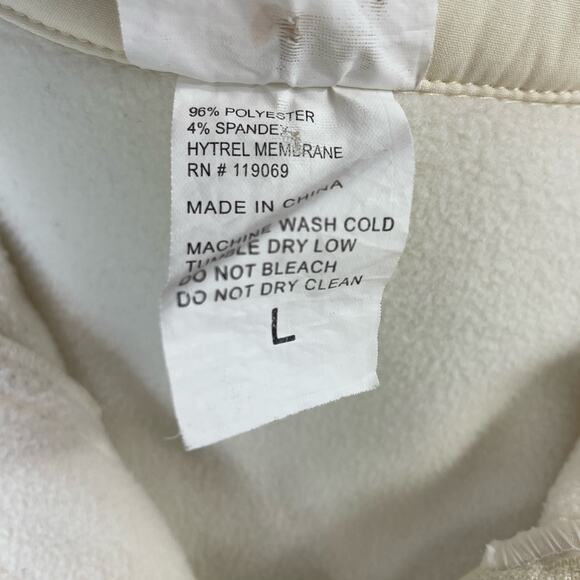 96% POLYESTER
4% SPANDEX
HYTREL MEMBRANE
RN # 119069
MADE IN CHINA
MACHINE WASH COLD
TUMBLE DRY LOW
DO NOT BLEACH
DO NOT DRY CLEAN
L